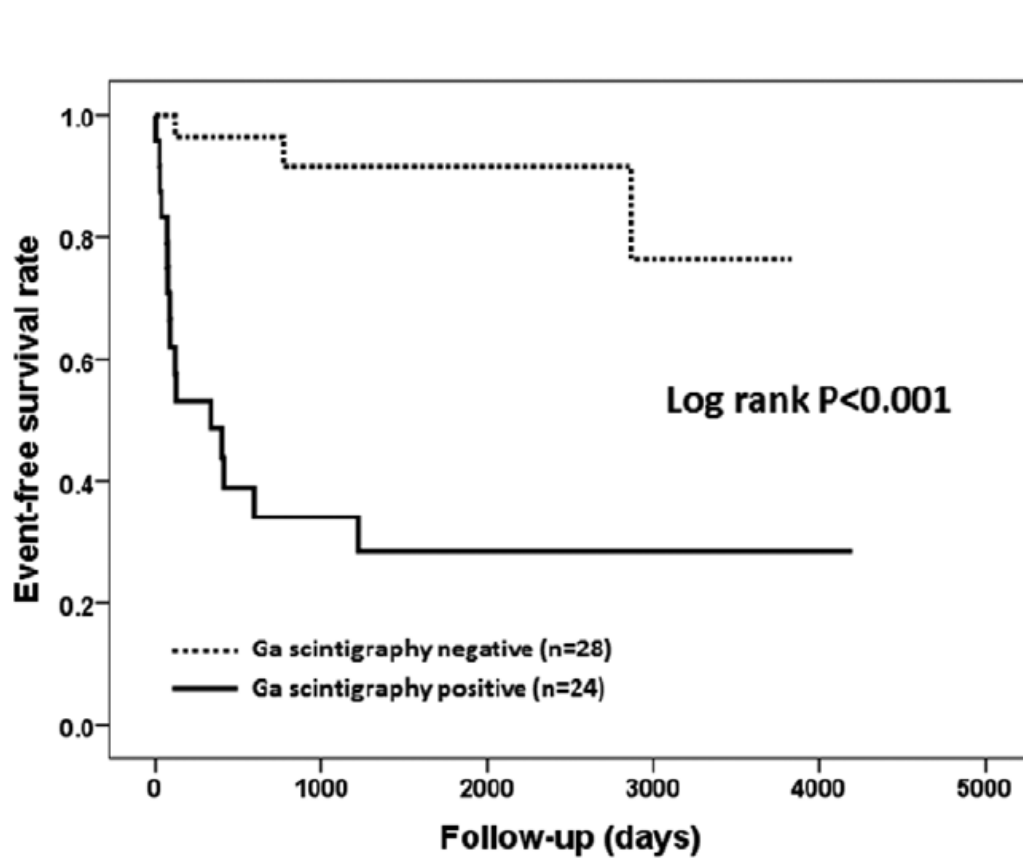 Event-free survival rate
1.0
0.8
0.6
0.4
0.2
0.0
Log rank P<0.001
Ga scintigraphy negative (n=28)
Ga scintigraphy positive (n=24)
0 1000 2000 3000 4000 5000
Follow-up (days)